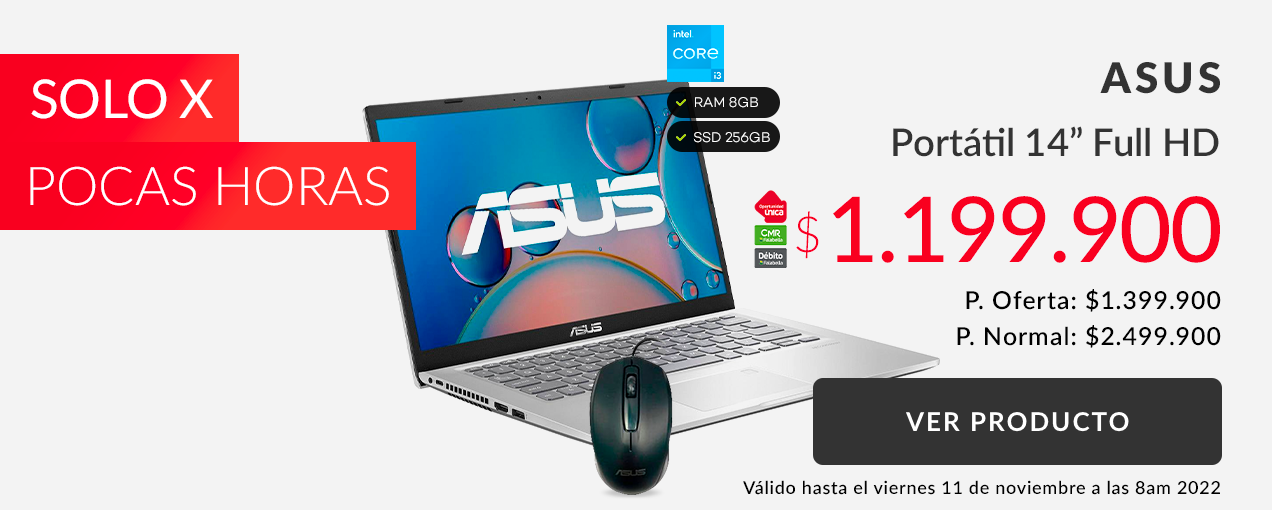 SOLO X
POCAS HORAS
intel.
CORE
i3
RAM 8GB
SSD 256GB
ASUS
ASUS
ASUS
ASUS
Portátil 14” Full HD
Oportunidad
única
CMR
Falabella
Débito
Falabella
$1.199.900
P. Oferta: $1.399.900
P. Normal: $2.499.900
VER PRODUCTO
Válido hasta el viernes 11 de noviembre a las 8am 2022